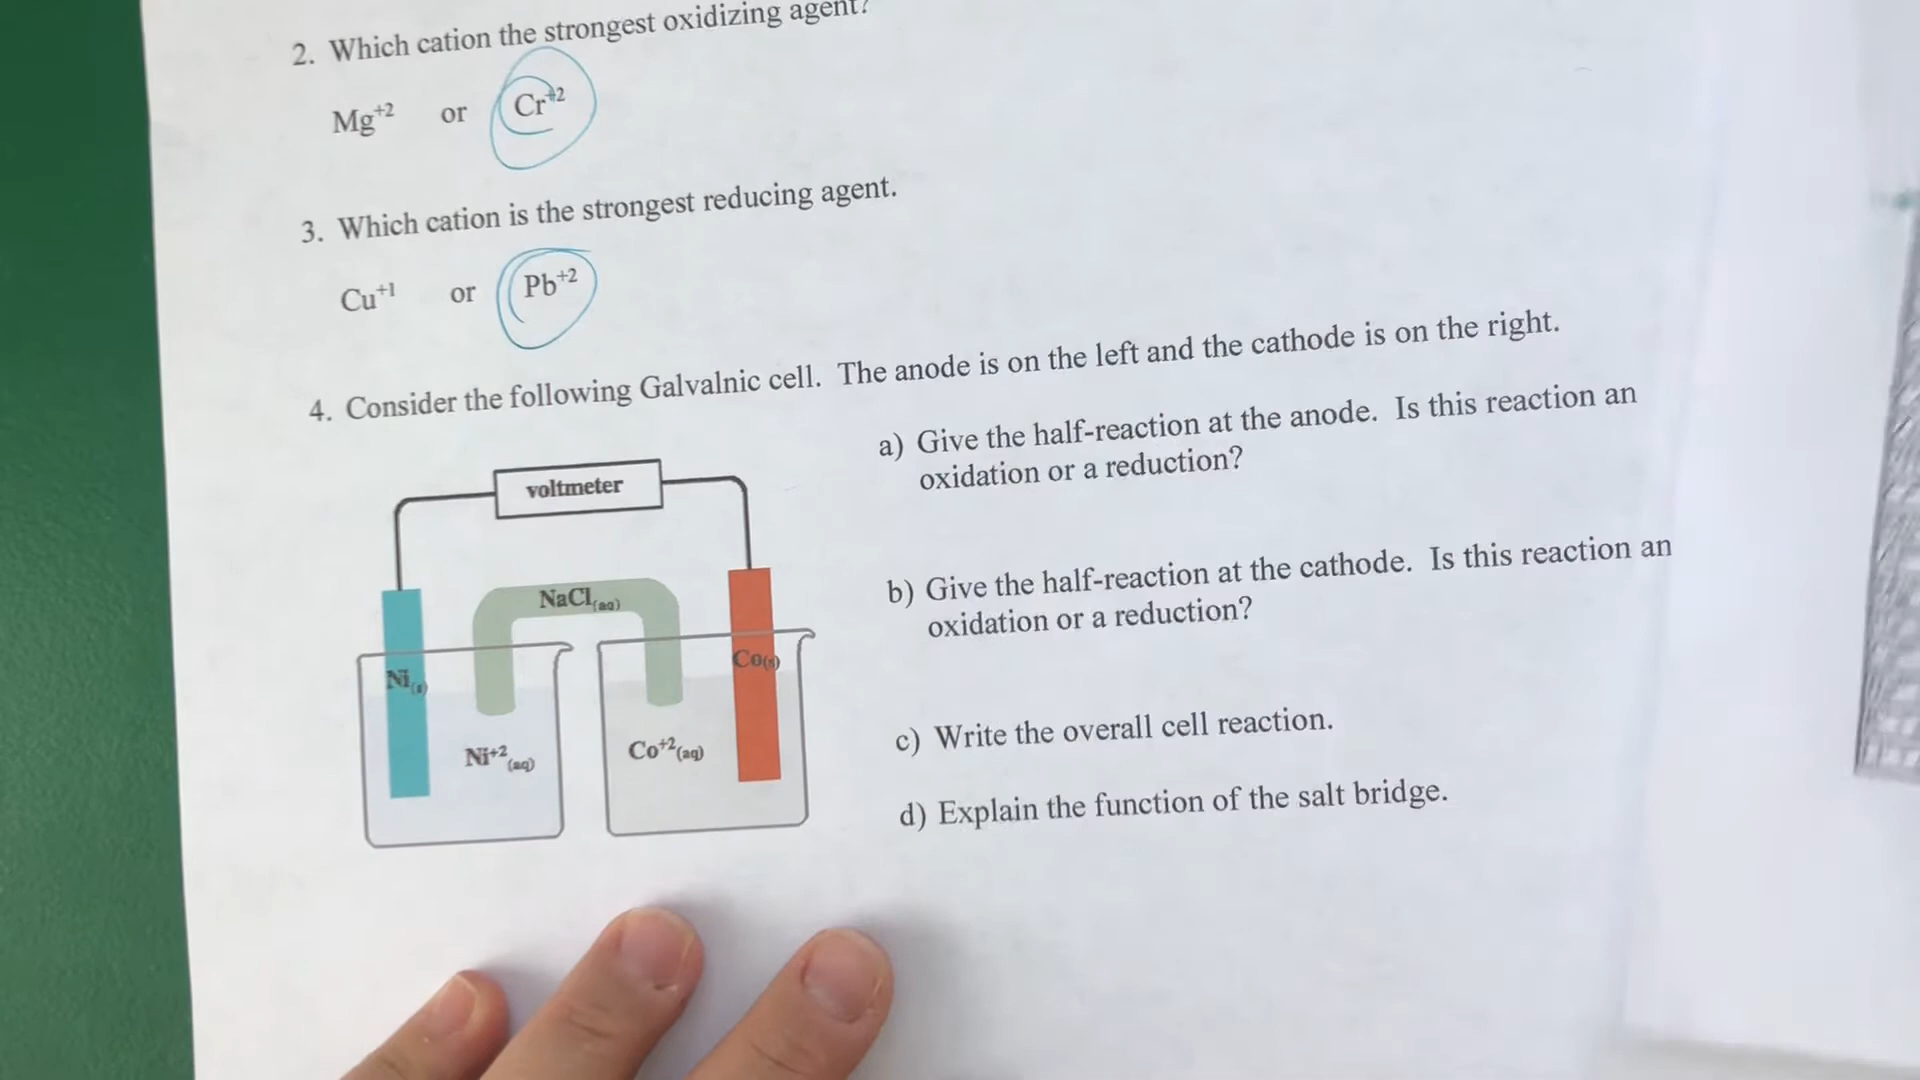 2. Which cation the strongest oxidizing agent?
Mg+2 or Cr+2
3. Which cation is the strongest reducing agent.
Cu+1 or Pb+2
4. Consider the following Galvalnic cell. The anode is on the left and the cathode is on the right.
voltmeter
NaCl(aq)
Ni(s)
Co(s)
Ni+2(aq)
Co+2(aq)
a) Give the half-reaction at the anode. Is this reaction an
oxidation or a reduction?
b) Give the half-reaction at the cathode. Is this reaction an
oxidation or a reduction?
c) Write the overall cell reaction.
d) Explain the function of the salt bridge.